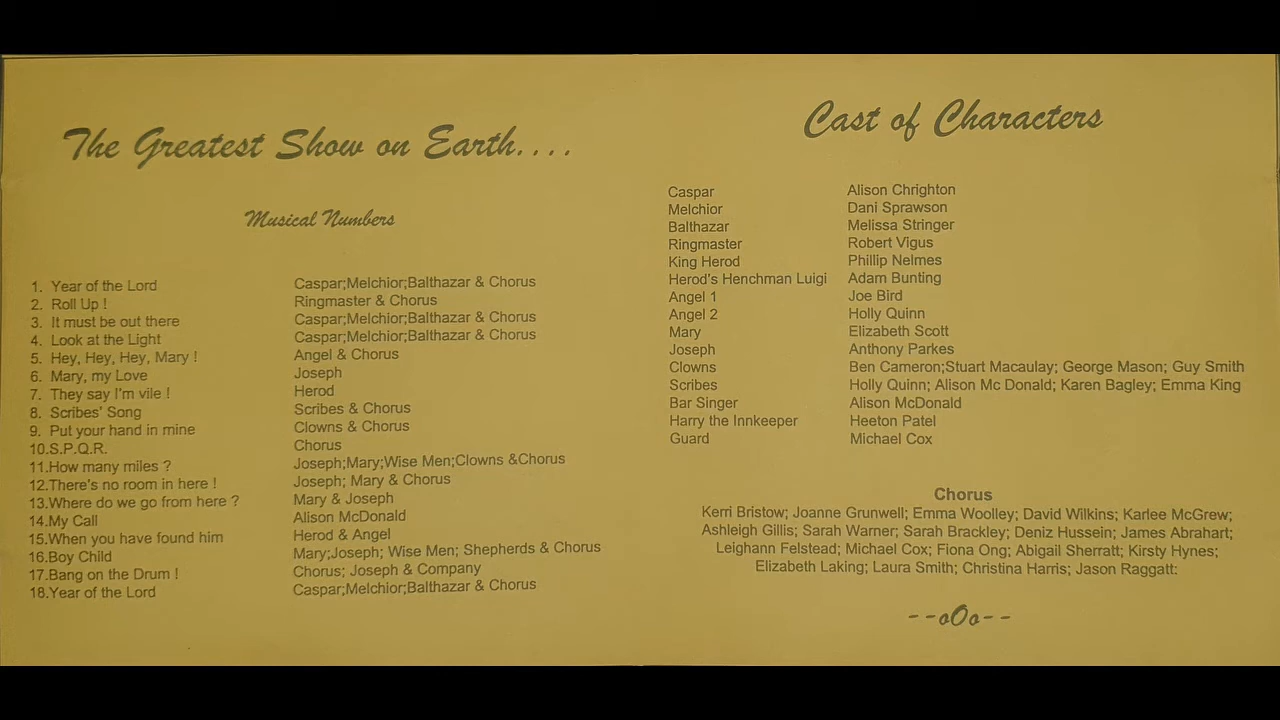 The Greatest Show on Earth....
Musical Numbers
1. Year of the Lord Caspar;Melchior;Balthazar & Chorus
2. Roll Up ! Ringmaster & Chorus
3. It must be out there Caspar;Melchior;Balthazar & Chorus
4. Look at the Light Caspar;Melchior;Balthazar & Chorus
5. Hey, Hey, Hey, Mary ! Angel & Chorus
6. Mary, my Love Joseph
7. They say I'm vile ! Herod
8. Scribes' Song Scribes & Chorus
9. Put your hand in mine Clowns & Chorus
10.S.P.Q.R. Chorus
11.How many miles ? Joseph;Mary;Wise Men;Clowns &Chorus
12.There's no room in here ! Joseph; Mary & Chorus
13.Where do we go from here ? Mary & Joseph
14.My Call Alison McDonald
15.When you have found him Herod & Angel
16.Boy Child Mary;Joseph; Wise Men; Shepherds & Chorus
17.Bang on the Drum ! Chorus; Joseph & Company
18.Year of the Lord Caspar;Melchior;Balthazar & Chorus
Cast of Characters
Caspar Alison Chrighton
Melchior Dani Sprawson
Balthazar Melissa Stringer
Ringmaster Robert Vigus
King Herod Phillip Nelmes
Herod's Henchman Luigi Adam Bunting
Angel 1 Joe Bird
Angel 2 Holly Quinn
Mary Elizabeth Scott
Joseph Anthony Parkes
Clowns Ben Cameron;Stuart Macaulay; George Mason; Guy Smith
Scribes Holly Quinn; Alison Mc Donald; Karen Bagley; Emma King
Bar Singer Alison McDonald
Harry the Innkeeper Heeton Patel
Guard Michael Cox
Chorus
Kerri Bristow; Joanne Grunwell; Emma Woolley; David Wilkins; Karlee McGrew;
Ashleigh Gillis; Sarah Warner; Sarah Brackley; Deniz Hussein; James Abrahart;
Leighann Felstead; Michael Cox; Fiona Ong; Abigail Sherratt; Kirsty Hynes;
Elizabeth Laking; Laura Smith; Christina Harris; Jason Raggatt:
--oOo--